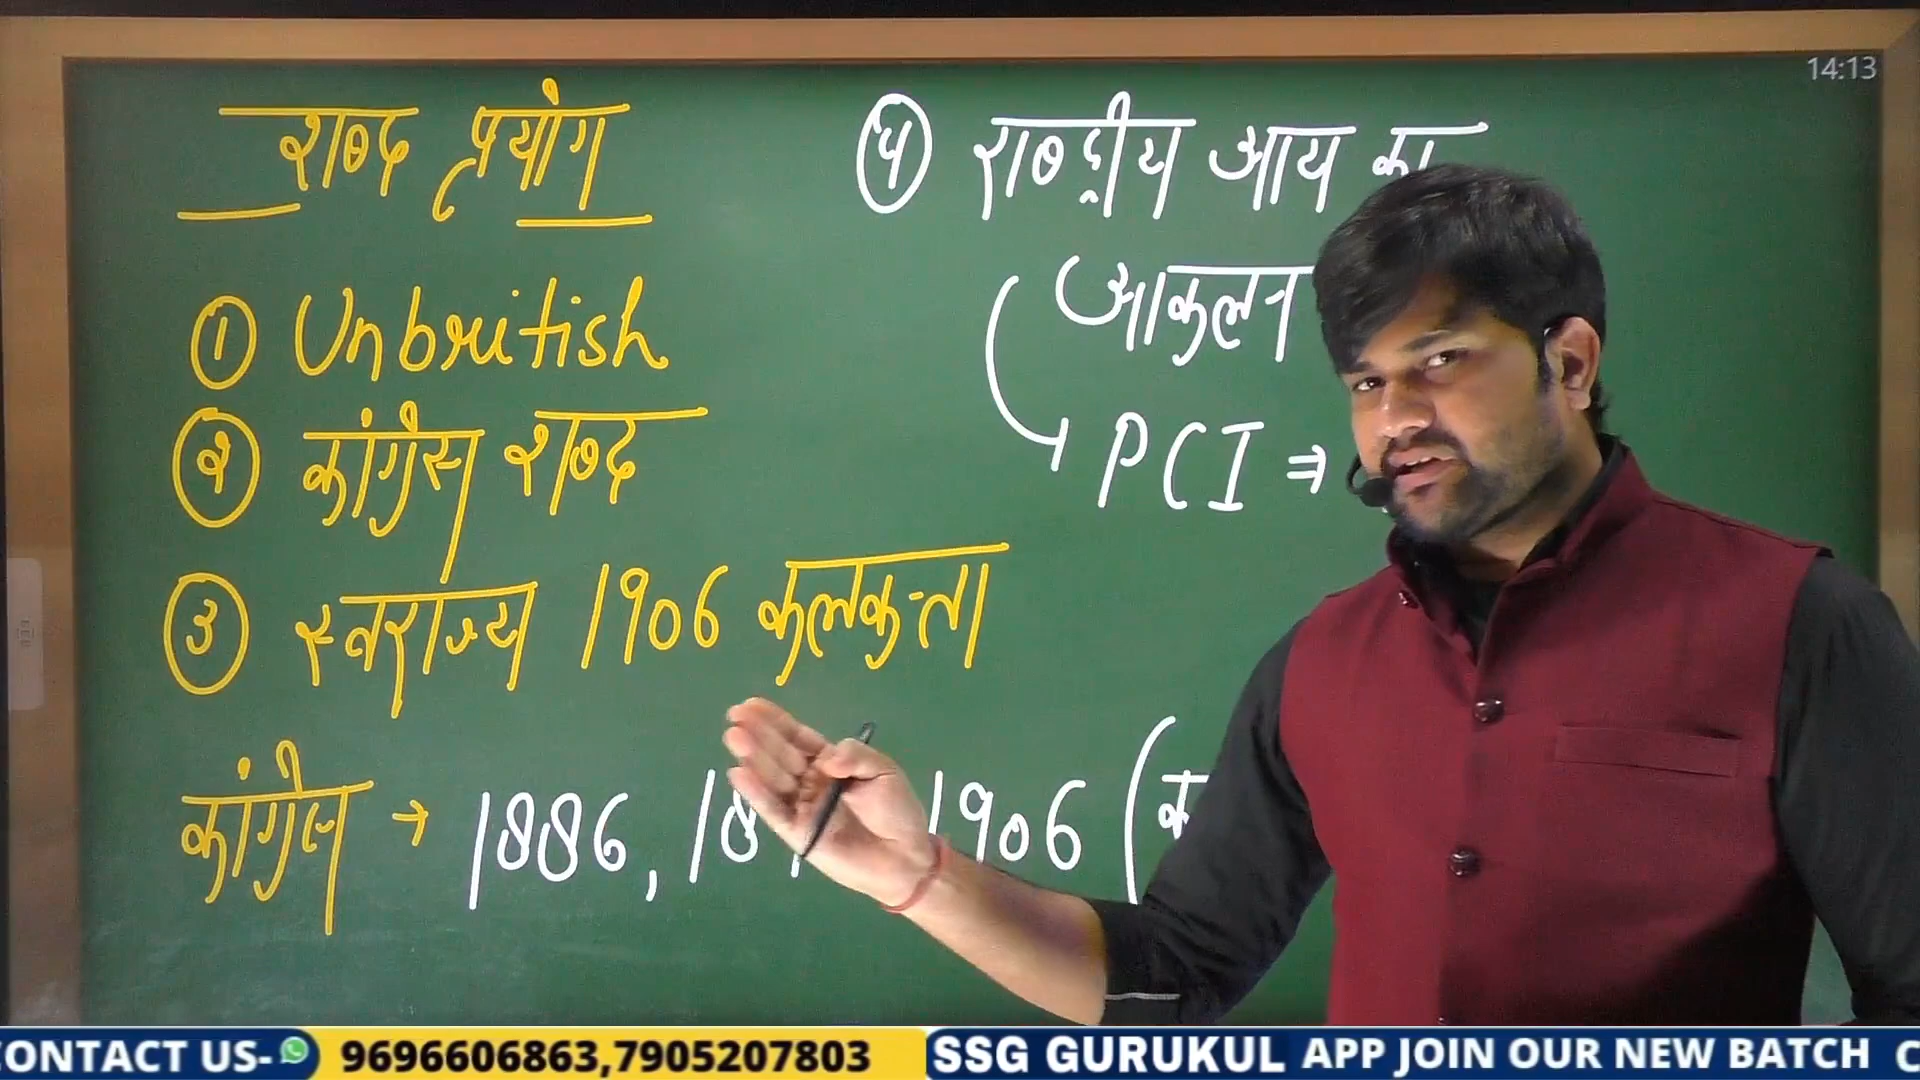 14:13
शब्द प्रयोग
① Unbritish
② कांग्रेस शब्द
③ स्वराज्य 1906 कलकत्ता
कांग्रेस → 1886, 18 1906 (क
④ राष्ट्रीय आय का
आकलन
PCI ⇒
CONTACT US- 9696606863,7905207803 SSG GURUKUL APP JOIN OUR NEW BATCH C